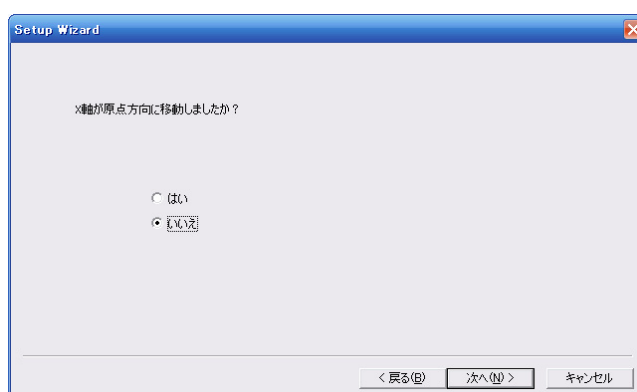 Setup Wizard
X軸が原点方向に移動しましたか?
はい
いいえ
< 戻る(B)
次へ(N) >
キャンセル